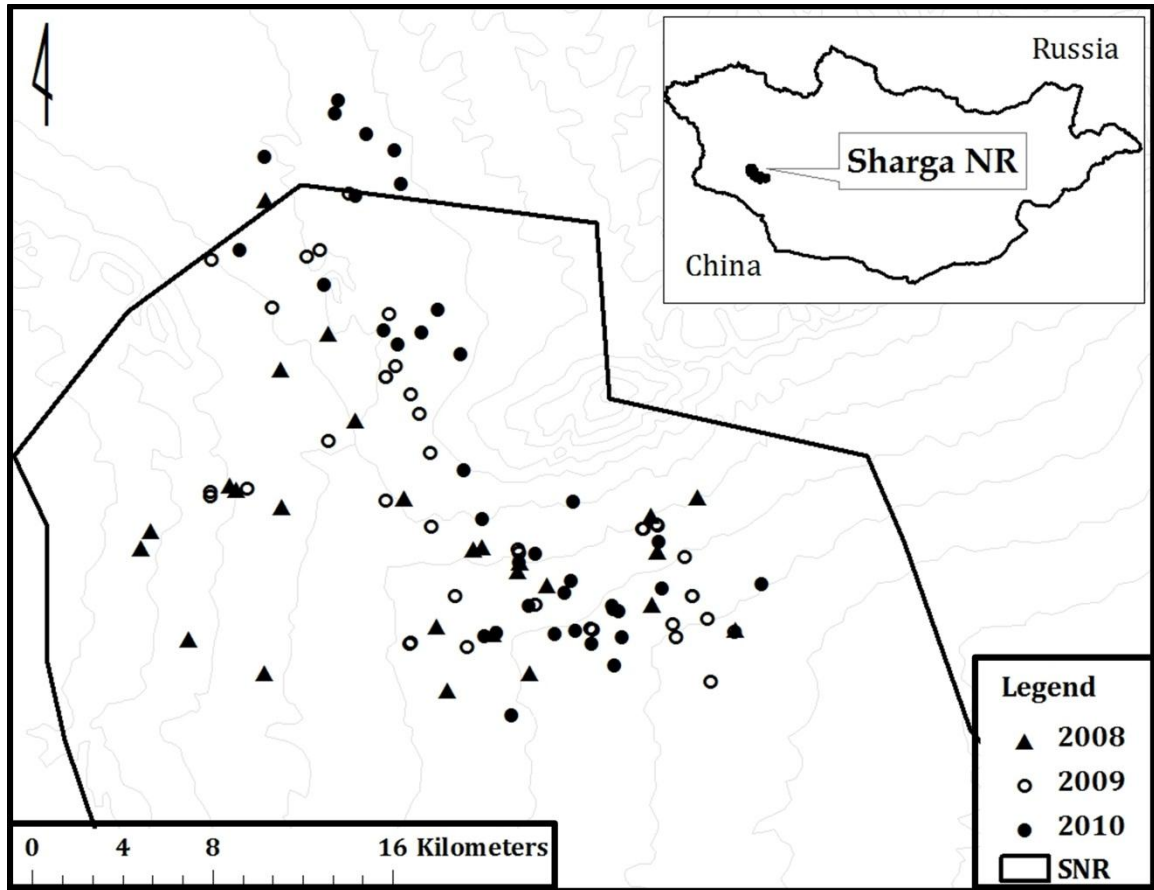 Russia
Sharga NR
China
Legend
2008
2009
2010
SNR
0 4 8 16 Kilometers